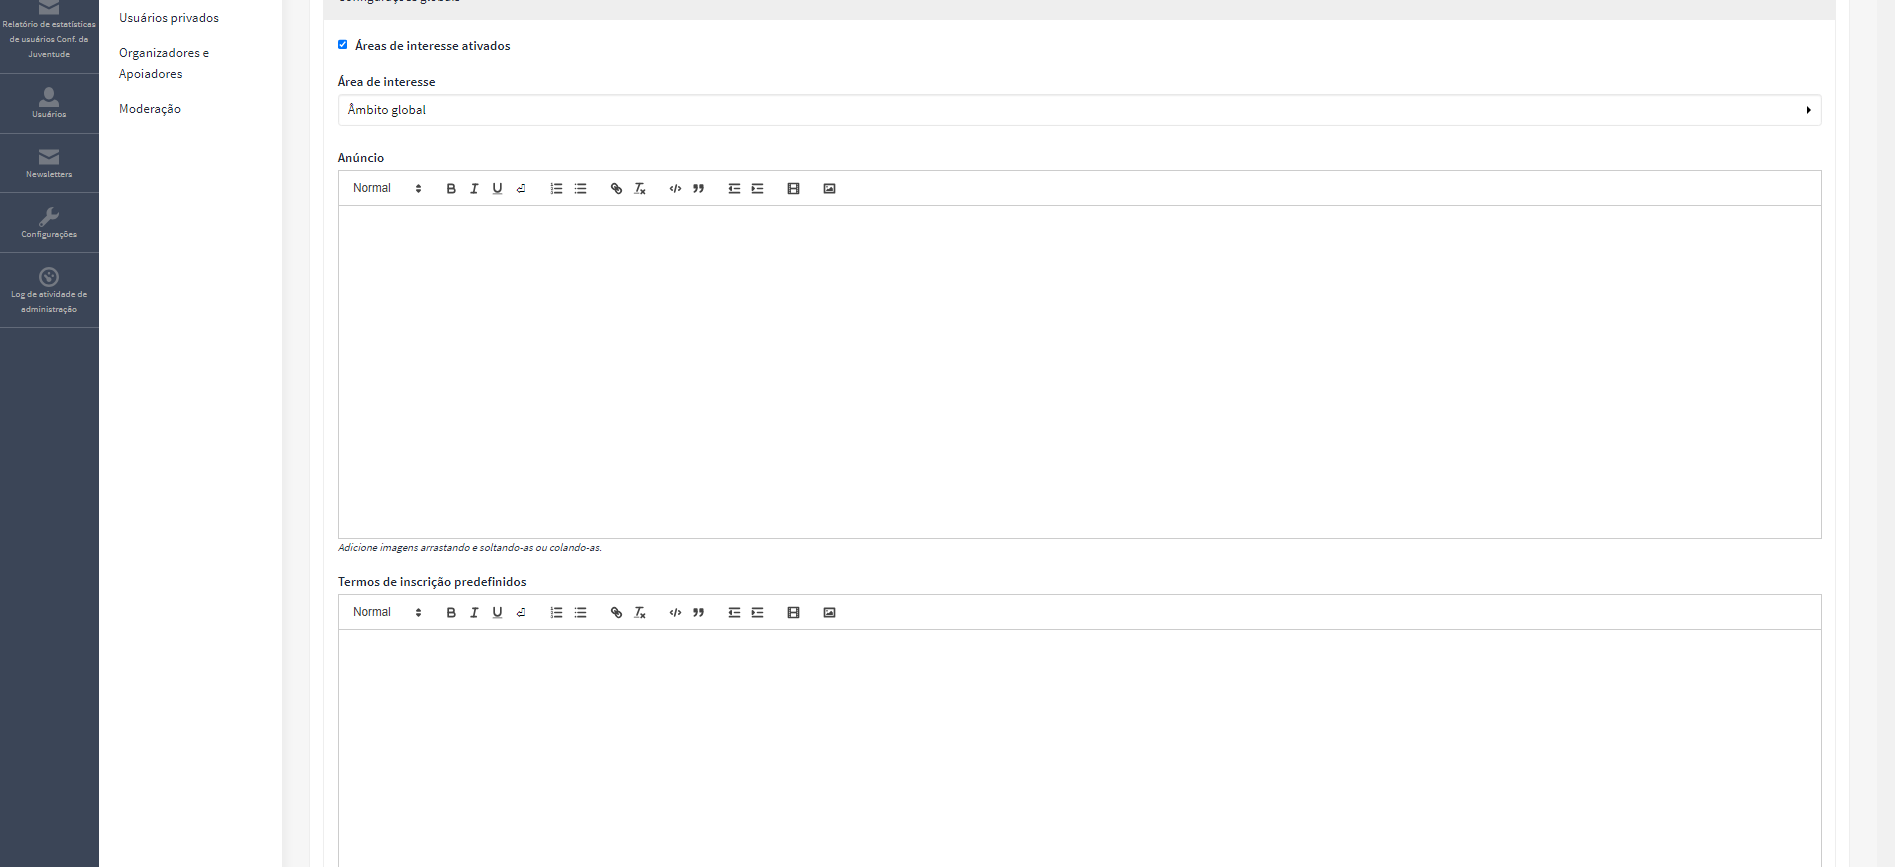 Relatório de estatísticas
de usuários Conf. da
Juventude
Usuários
Newsletters
Configurações
Log de atividade de
administração
Usuários privados
Organizadores e
Apoiadores
Moderação
Configurações globais
Áreas de interesse ativados
Área de interesse
Âmbito global
Anúncio
Normal
Adicione imagens arrastando e soltando-as ou colando-as.
Termos de inscrição predefinidos
Normal